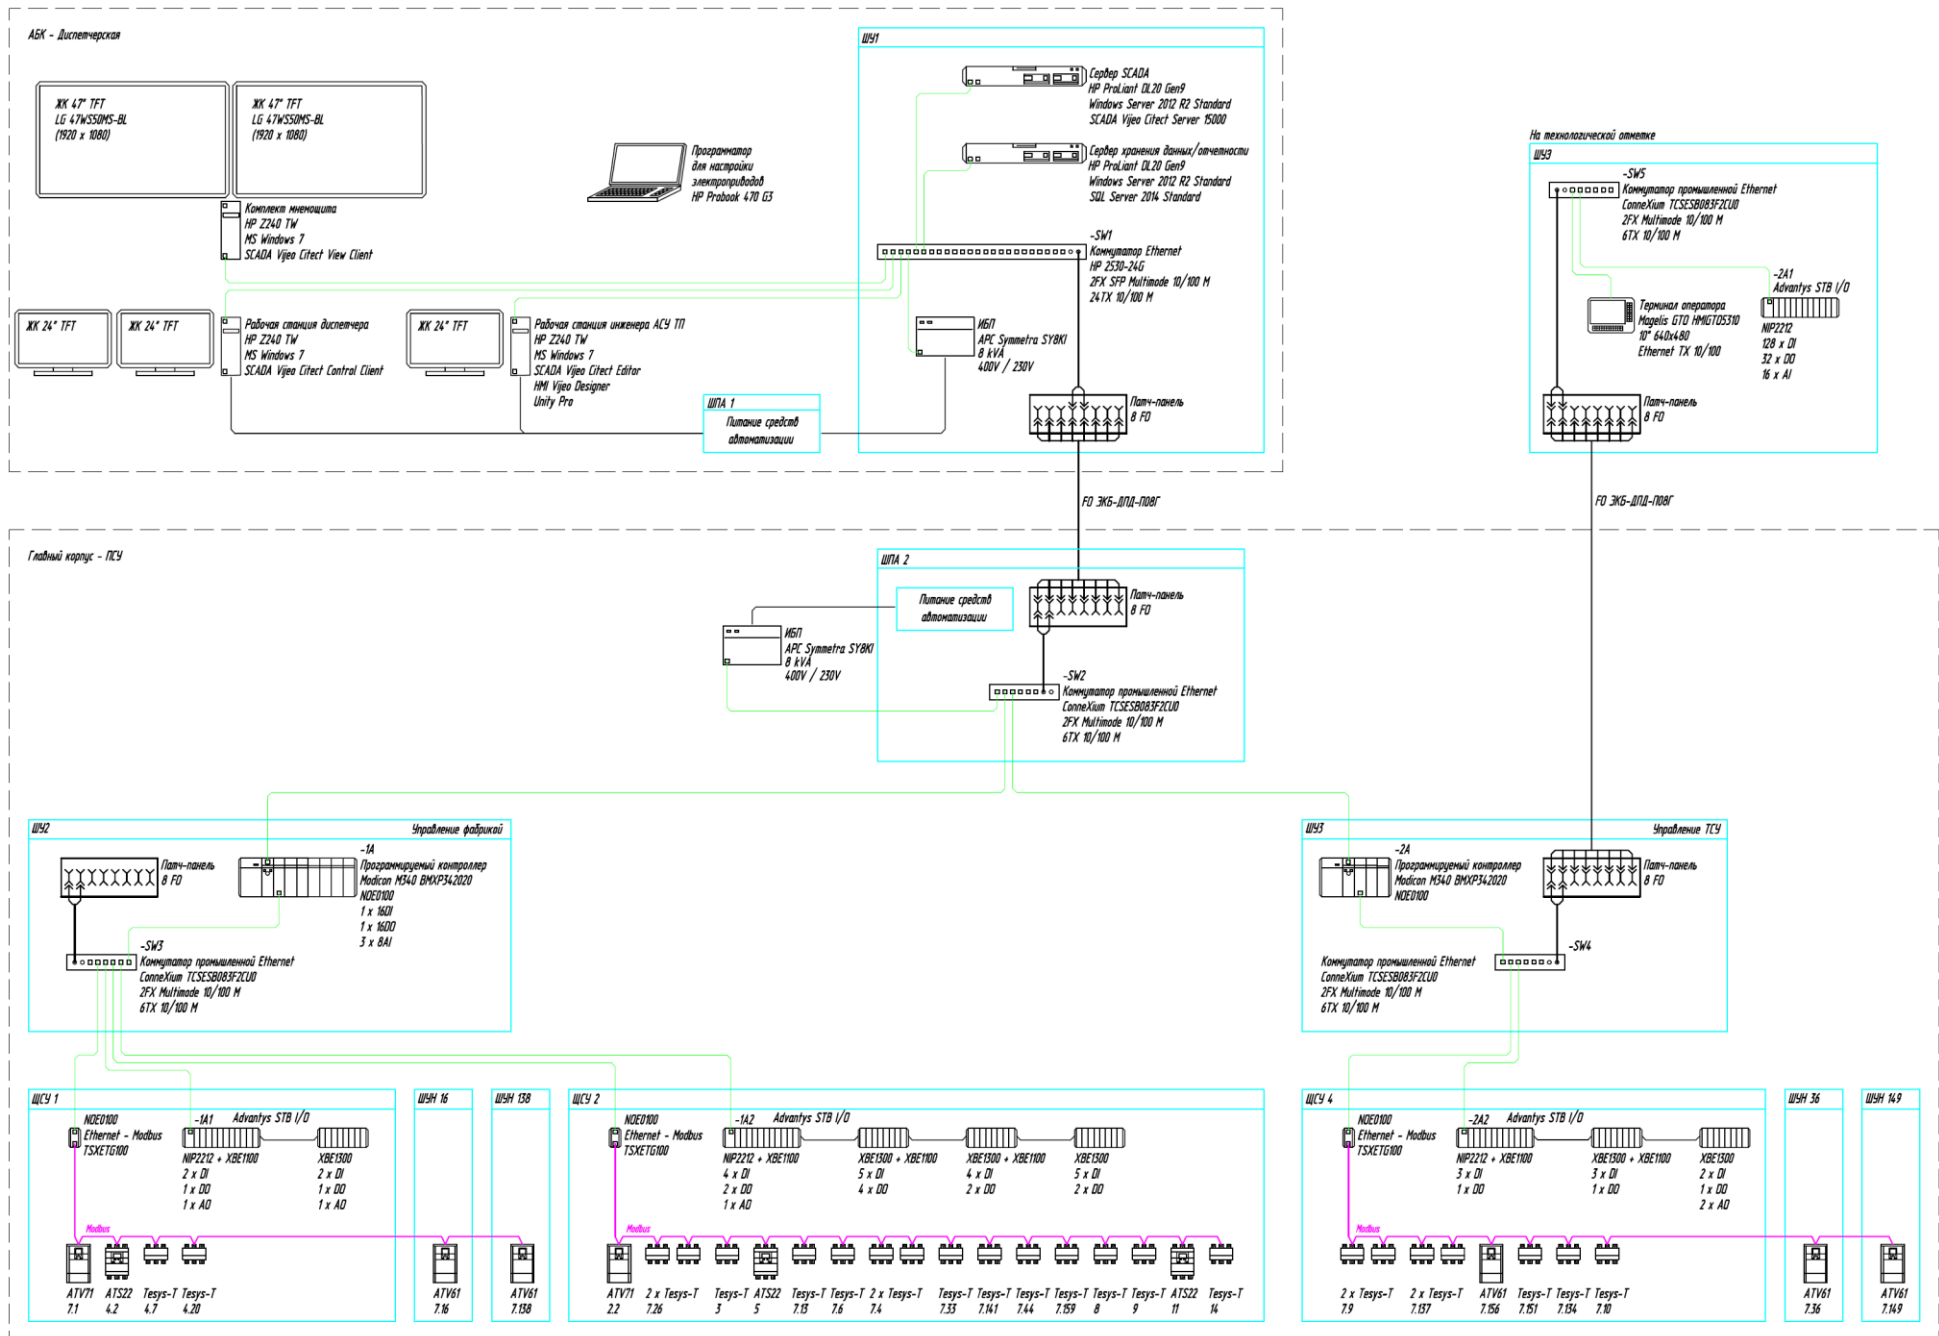 АБК - Диспетчерская
ЖК 47" TFT
LG 47WS50MS-BL
(1920 x 1080)
ЖК 47" TFT
LG 47WS50MS-BL
(1920 x 1080)
Комплект мнемощита
HP Z240 TW
MS Windows 7
SCADA Vijeo Citect View Client
Программатор
для настройки
электроприводов
HP Probook 470 G3
ЖК 24" TFT
ЖК 24" TFT
Рабочая станция диспетчера
HP Z240 TW
MS Windows 7
SCADA Vijeo Citect Control Client
ЖК 24" TFT
Рабочая станция инженера АСУ ТП
HP Z240 TW
MS Windows 7
SCADA Vijeo Citect Editor
HMI Vijeo Designer
Unity Pro
ШПА 1
Питание средств
автоматизации
ШУ1
Сервер SCADA
HP ProLiant DL20 Gen9
Windows Server 2012 R2 Standard
SCADA Vijeo Citect Server 15000
Сервер хранения данных/отчетности
HP ProLiant DL20 Gen9
Windows Server 2012 R2 Standard
SQL Server 2014 Standard
-SW1
Коммутатор Ethernet
HP 2530-24G
2FX SFP Multimode 10/100 M
24TX 10/100 M
ИБП
APC Symmetra SY8KI
8 kVA
400V / 230V
Патч-панель
8 FO
На технологической отметке
ШУЗ
-SW5
Коммутатор промышленной Ethernet
ConneXium TCSESB083F2CU0
2FX Multimode 10/100 M
6TX 10/100 M
Терминал оператора
Magelis GTO HMIGTO5310
10" 640x480
Ethernet TX 10/100
-2A1
Advantys STB I/O
NIP2212
128 x DI
32 x DO
16 x AI
Патч-панель
8 FO
FO ЭКБ-ДПД-П08Г
FO ЭКБ-ДПД-П08Г
Главный корпус - ПСУ
ШПА 2
Питание средств
автоматизации
Патч-панель
8 FO
ИБП
APC Symmetra SY8KI
8 kVA
400V / 230V
-SW2
Коммутатор промышленной Ethernet
ConneXium TCSESB083F2CU0
2FX Multimode 10/100 M
6TX 10/100 M
ШУ2
Управление фабрикой
Патч-панель
8 FO
-1A
Программируемый контроллер
Modicon M340 BMXP342020
NOE0100
1 x 16DI
1 x 16DO
3 x 8AI
-SW3
Коммутатор промышленной Ethernet
ConneXium TCSESB083F2CU0
2FX Multimode 10/100 M
6TX 10/100 M
ШУ3
Управление ТСУ
-2A
Программируемый контроллер
Modicon M340 BMXP342020
NOE0100
Патч-панель
8 FO
-SW4
Коммутатор промышленной Ethernet
ConneXium TCSESB083F2CU0
2FX Multimode 10/100 M
6TX 10/100 M
ЩСУ 1
NOE0100
Ethernet - Modbus
TSXETG100
-1A1
Advantys STB I/O
NIP2212 + XBE1100
2 x DI
1 x DO
1 x AO
XBE1300
2 x DI
1 x DO
1 x AO
Modbus
ATV71
7.1
ATS22
4.2
Tesys-T
4.7
Tesys-T
4.20
ШУН 16
ATV61
7.16
ШУН 138
ATV61
7.138
ЩСУ 2
NOE0100
Ethernet - Modbus
TSXETG100
-1A2
Advantys STB I/O
NIP2212 + XBE1100
4 x DI
2 x DO
1 x AO
XBE1300 + XBE1100
5 x DI
4 x DO
XBE1300 + XBE1100
4 x DI
2 x DO
XBE1300
5 x DI
2 x DO
Modbus
ATV71
2.2
2 x Tesys-T
7.26
Tesys-T
3
ATS22
5
Tesys-T
7.13
Tesys-T
7.6
2 x Tesys-T
7.4
Tesys-T
7.33
Tesys-T
7.141
Tesys-T
7.44
Tesys-T
7.159
Tesys-T
8
Tesys-T
9
ATS22
11
Tesys-T
14
ЩСУ 4
NOE0100
Ethernet - Modbus
TSXETG100
-2A2
Advantys STB I/O
NIP2212 + XBE1100
3 x DI
1 x DO
XBE1300 + XBE1100
3 x DI
1 x DO
XBE1300
2 x DI
1 x DO
2 x AO
Modbus
2 x Tesys-T
7.9
2 x Tesys-T
7.137
ATV61
7.156
Tesys-T
7.151
Tesys-T
7.134
Tesys-T
7.10
ШУН 36
ATV61
7.36
ШУН 149
ATV61
7.149